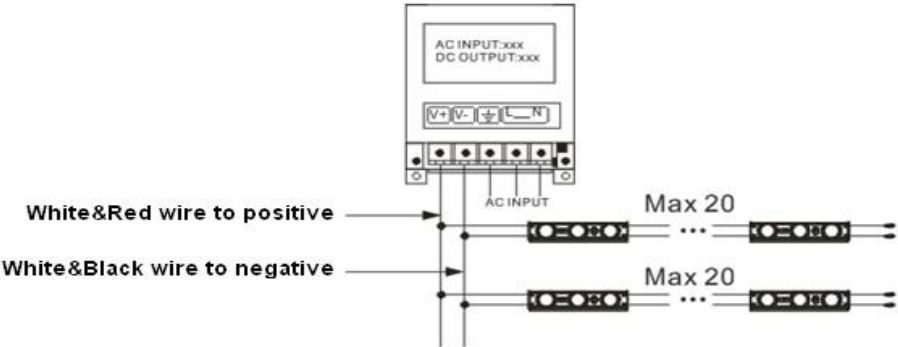 AC INPUT:xxx
DC OUTPUT:xxx
V+ V- L N
AC INPUT
White&Red wire to positive
Max 20
White&Black wire to negative
Max 20